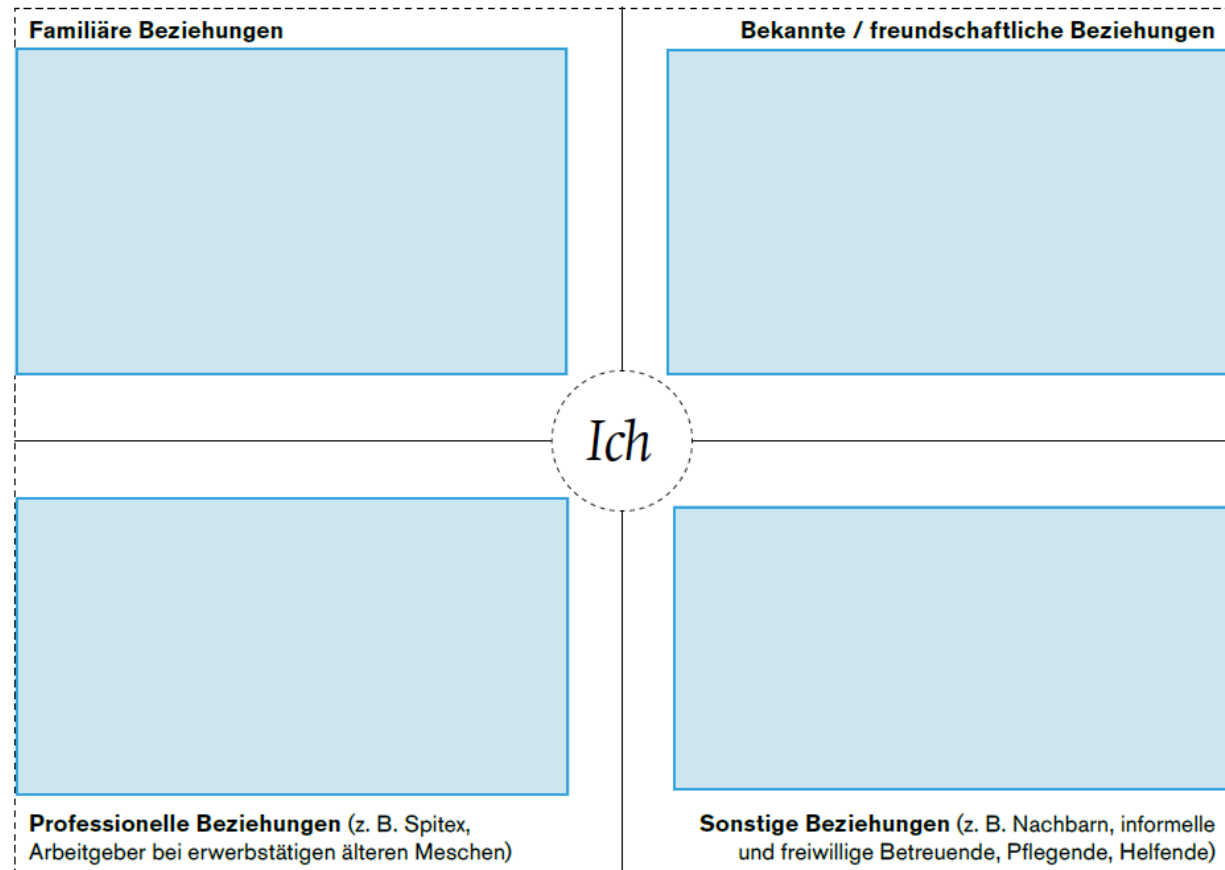 Familiäre Beziehungen
Bekannte / freundschaftliche Beziehungen
Ich
Professionelle Beziehungen (z. B. Spitex,
Arbeitgeber bei erwerbstätigen älteren Meschen)
Sonstige Beziehungen (z. B. Nachbarn, informelle
und freiwillige Betreuende, Pflegende, Helfende)